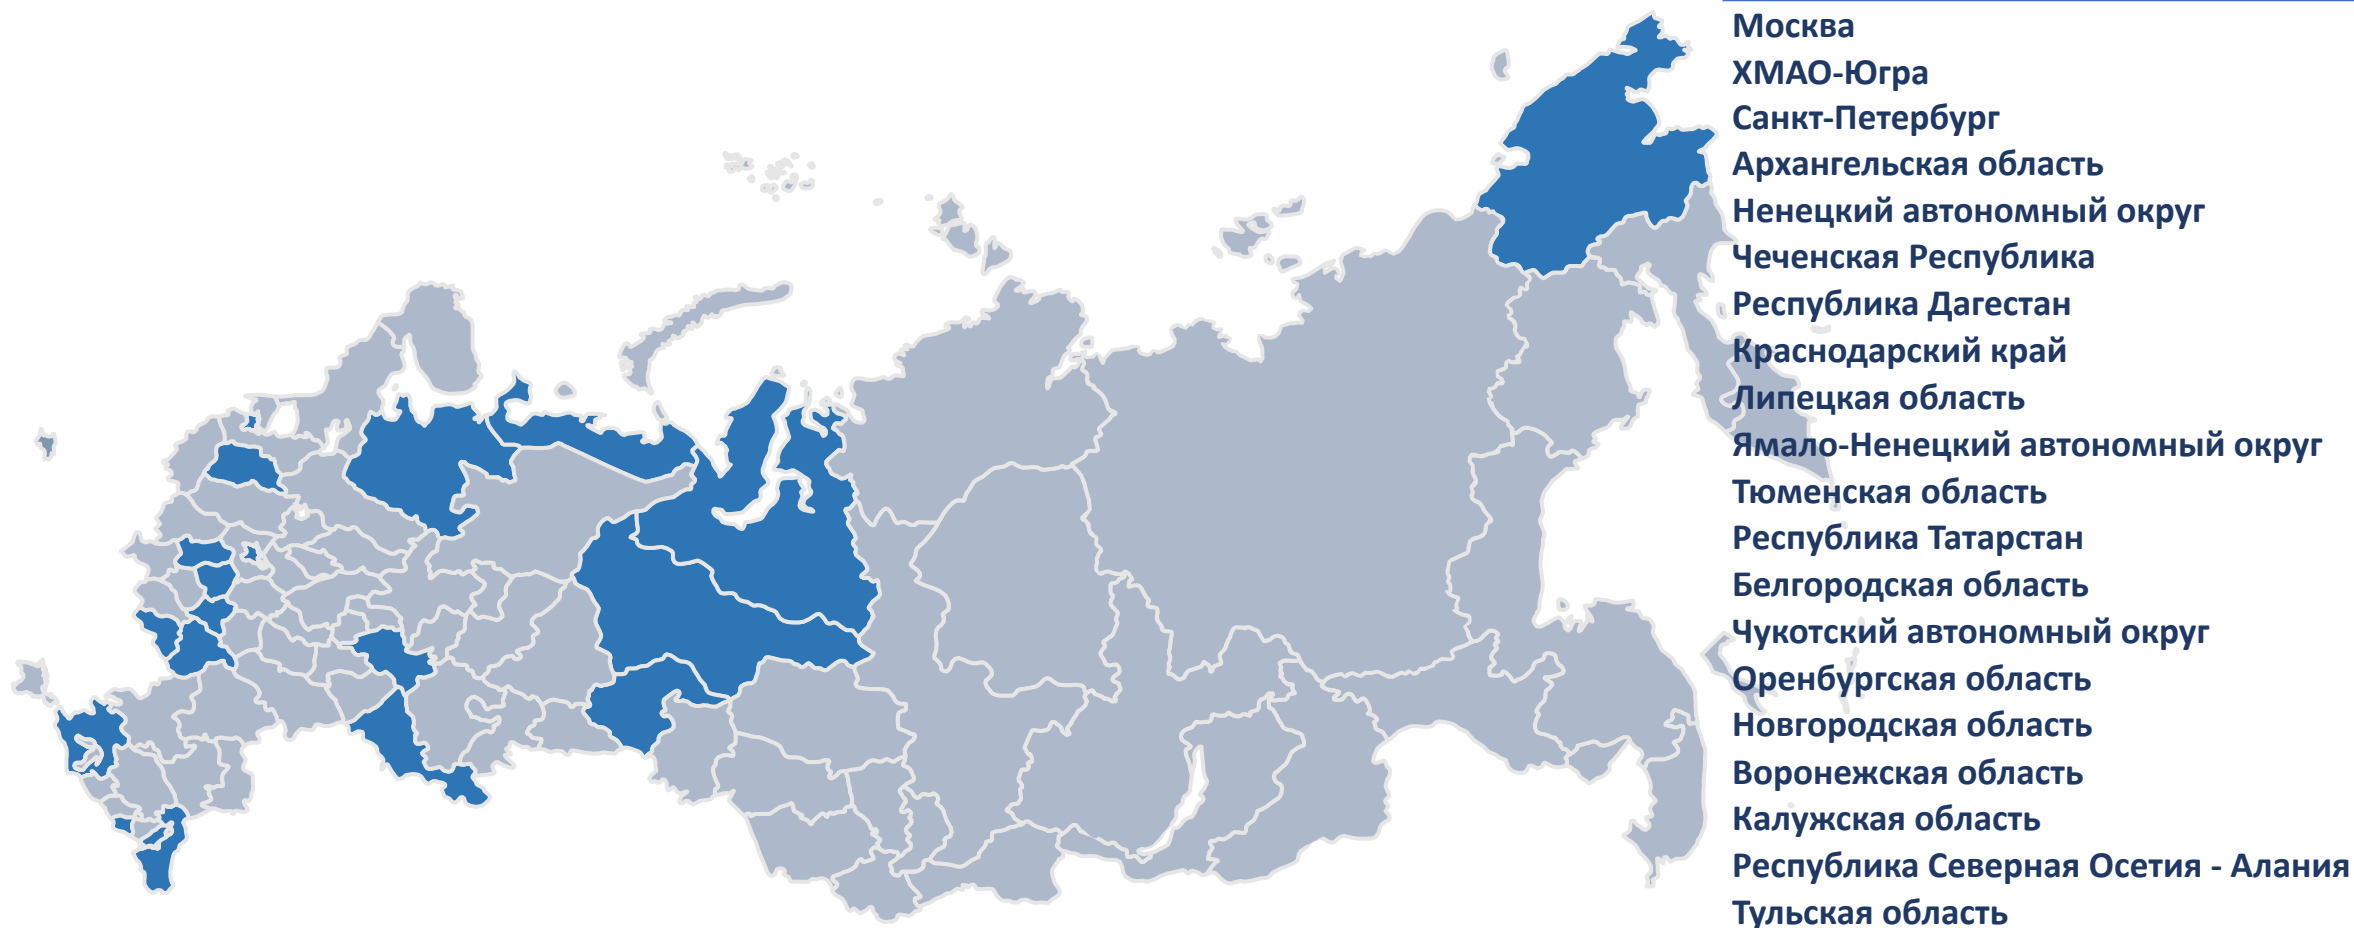 Москва
ХМАО-Югра
Санкт-Петербург
Архангельская область
Ненецкий автономный округ
Чеченская Республика
Республика Дагестан
Краснодарский край
Липецкая область
Ямало-Ненецкий автономный округ
Тюменская область
Республика Татарстан
Белгородская область
Чукотский автономный округ
Оренбургская область
Новгородская область
Воронежская область
Калужская область
Республика Северная Осетия - Алания
Тульская область